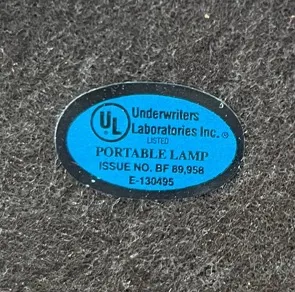 UL
Underwriters
Laboratories Inc.®
LISTED
PORTABLE LAMP
ISSUE NO. BF 89,958
E-130495